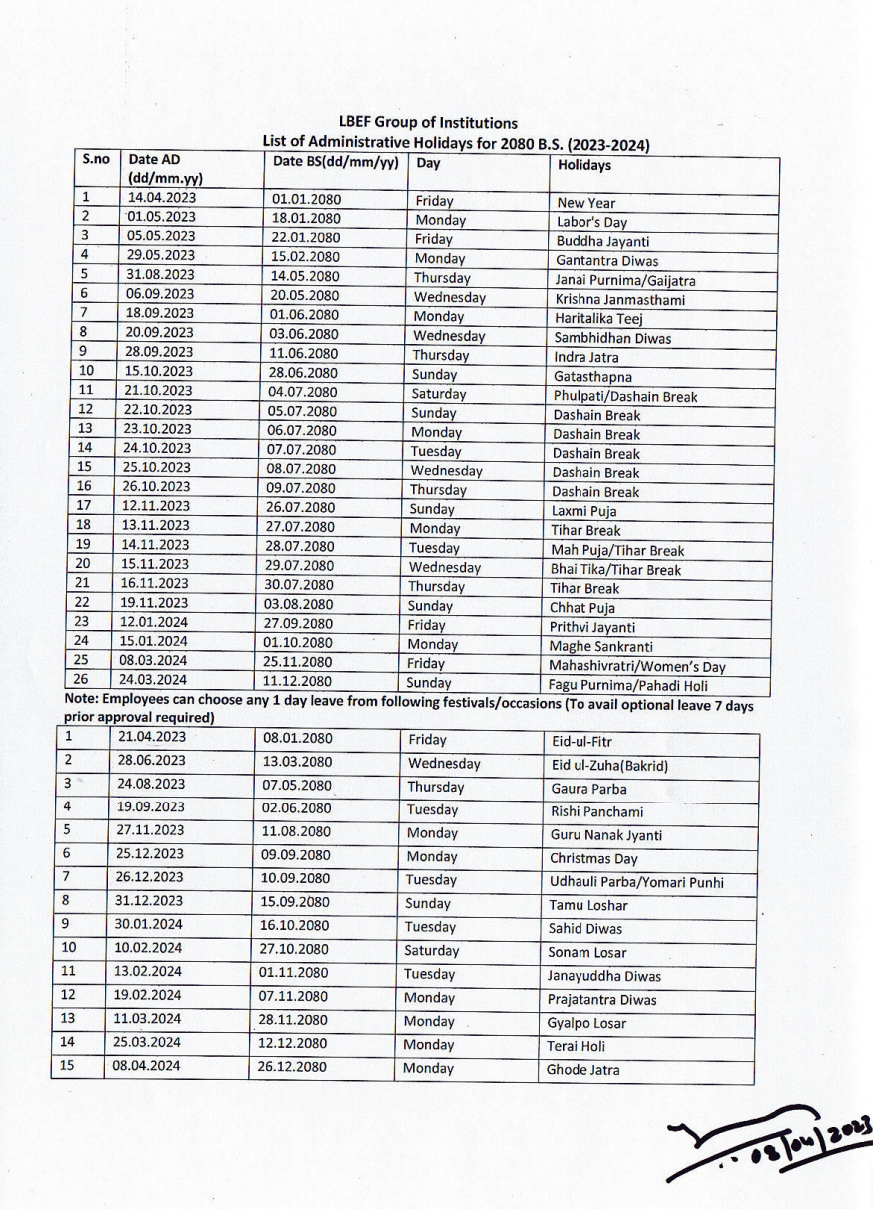 LBEF Group of Institutions
List of Administrative Holidays for 2080 B.S. (2023-2024)
S.no Date AD (dd/mm.yy) Date BS(dd/mm/yy) Day Holidays
1 14.04.2023 01.01.2080 Friday New Year
2 01.05.2023 18.01.2080 Monday Labor's Day
3 05.05.2023 22.01.2080 Friday Buddha Jayanti
4 29.05.2023 15.02.2080 Monday Gantantra Diwas
5 31.08.2023 14.05.2080 Thursday Janai Purnima/Gaijatra
6 06.09.2023 20.05.2080 Wednesday Krishna Janmasthami
7 18.09.2023 01.06.2080 Monday Haritalika Teej
8 20.09.2023 03.06.2080 Wednesday Sambhidhan Diwas
9 28.09.2023 11.06.2080 Thursday Indra Jatra
10 15.10.2023 28.06.2080 Sunday Gatasthapna
11 21.10.2023 04.07.2080 Saturday Phulpati/Dashain Break
12 22.10.2023 05.07.2080 Sunday Dashain Break
13 23.10.2023 06.07.2080 Monday Dashain Break
14 24.10.2023 07.07.2080 Tuesday Dashain Break
15 25.10.2023 08.07.2080 Wednesday Dashain Break
16 26.10.2023 09.07.2080 Thursday Dashain Break
17 12.11.2023 26.07.2080 Sunday Laxmi Puja
18 13.11.2023 27.07.2080 Monday Tihar Break
19 14.11.2023 28.07.2080 Tuesday Mah Puja/Tihar Break
20 15.11.2023 29.07.2080 Wednesday Bhai Tika/Tihar Break
21 16.11.2023 30.07.2080 Thursday Tihar Break
22 19.11.2023 03.08.2080 Sunday Chhat Puja
23 12.01.2024 27.09.2080 Friday Prithvi Jayanti
24 15.01.2024 01.10.2080 Monday Maghe Sankranti
25 08.03.2024 25.11.2080 Friday Mahashivratri/Women's Day
26 24.03.2024 11.12.2080 Sunday Fagu Purnima/Pahadi Holi
Note: Employees can choose any 1 day leave from following festivals/occasions (To avail optional leave 7 days
prior approval required)
1 21.04.2023 08.01.2080 Friday Eid-ul-Fitr
2 28.06.2023 13.03.2080 Wednesday Eid ul-Zuha(Bakrid)
3 24.08.2023 07.05.2080 Thursday Gaura Parba
4 19.09.2023 02.06.2080 Tuesday Rishi Panchami
5 27.11.2023 11.08.2080 Monday Guru Nanak Jyanti
6 25.12.2023 09.09.2080 Monday Christmas Day
7 26.12.2023 10.09.2080 Tuesday Udhauli Parba/Yomari Punhi
8 31.12.2023 15.09.2080 Sunday Tamu Loshar
9 30.01.2024 16.10.2080 Tuesday Sahid Diwas
10 10.02.2024 27.10.2080 Saturday Sonam Losar
11 13.02.2024 01.11.2080 Tuesday Janayuddha Diwas
12 19.02.2024 07.11.2080 Monday Prajatantra Diwas
13 11.03.2024 28.11.2080 Monday Gyalpo Losar
14 25.03.2024 12.12.2080 Monday Terai Holi
15 08.04.2024 26.12.2080 Monday Ghode Jatra
08/04/2023